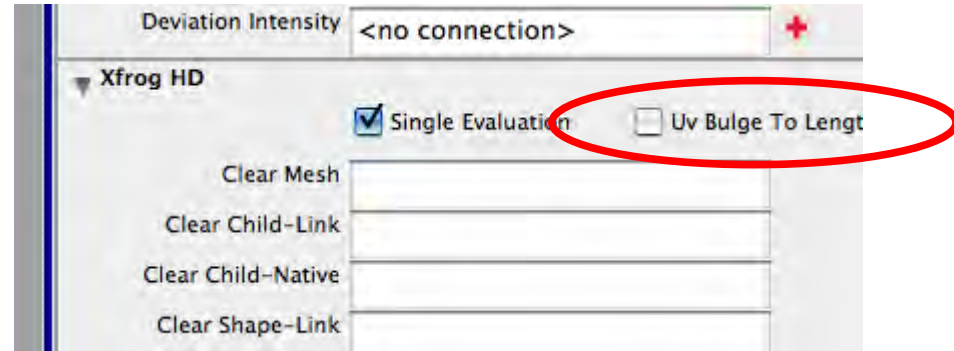 Deviation Intensity <no connection>
Xfrog HD
Single Evaluation Uv Bulge To Lengt
Clear Mesh
Clear Child-Link
Clear Child-Native
Clear Shape-Link